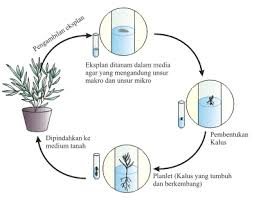 Pengambilan eksplan
Eksplan ditanam dalam media
agar yang mengandung unsur
makro dan unsur mikro
Pembentukan
Kalus
Planlet (Kalus yang tumbuh
dan berkembang)
Dipindahkan ke
medium tanah